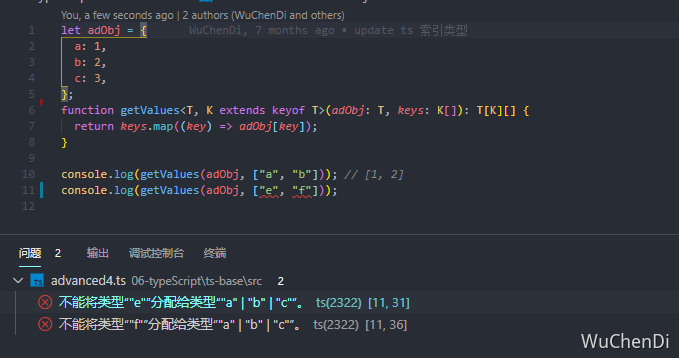 You, a few seconds ago | 2 authors (WuChenDi and others)
1 let adObj = { WuChenDi, 7 months ago • update ts 索引类型
2 a: 1,
3 b: 2,
4 c: 3,
5 };
6 function getValues<T, K extends keyof T>(adObj: T, keys: K[]): T[K][] {
7 return keys.map((key) => adObj[key]);
8 }
9
10 console.log(getValues(adObj, ["a", "b"])); // [1, 2]
11 console.log(getValues(adObj, ["e", "f"]));
12
问题 2 输出 调试控制台 终端
TS advanced4.ts 06-typeScript\ts-base\src 2
不能将类型“"e"”分配给类型“"a" | "b" | "c"”。 ts(2322) [11, 31]
不能将类型“"f"”分配给类型“"a" | "b" | "c"”。 ts(2322) [11, 36]
WuChenDi